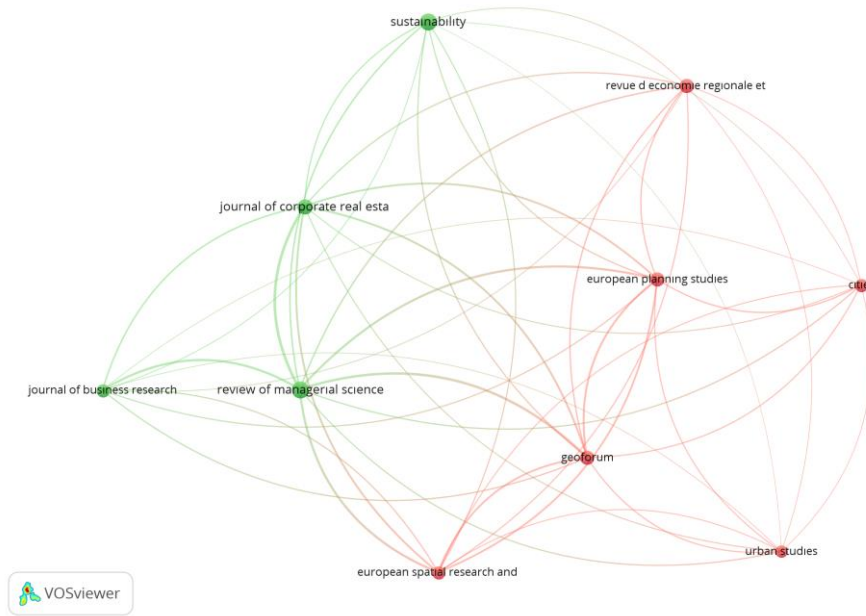 sustainability
revue d economie regionale et
journal of corporate real esta
european planning studies
citie
journal of business research
review of managerial science
geoforum
urban studies
european spatial research and
VOSviewer